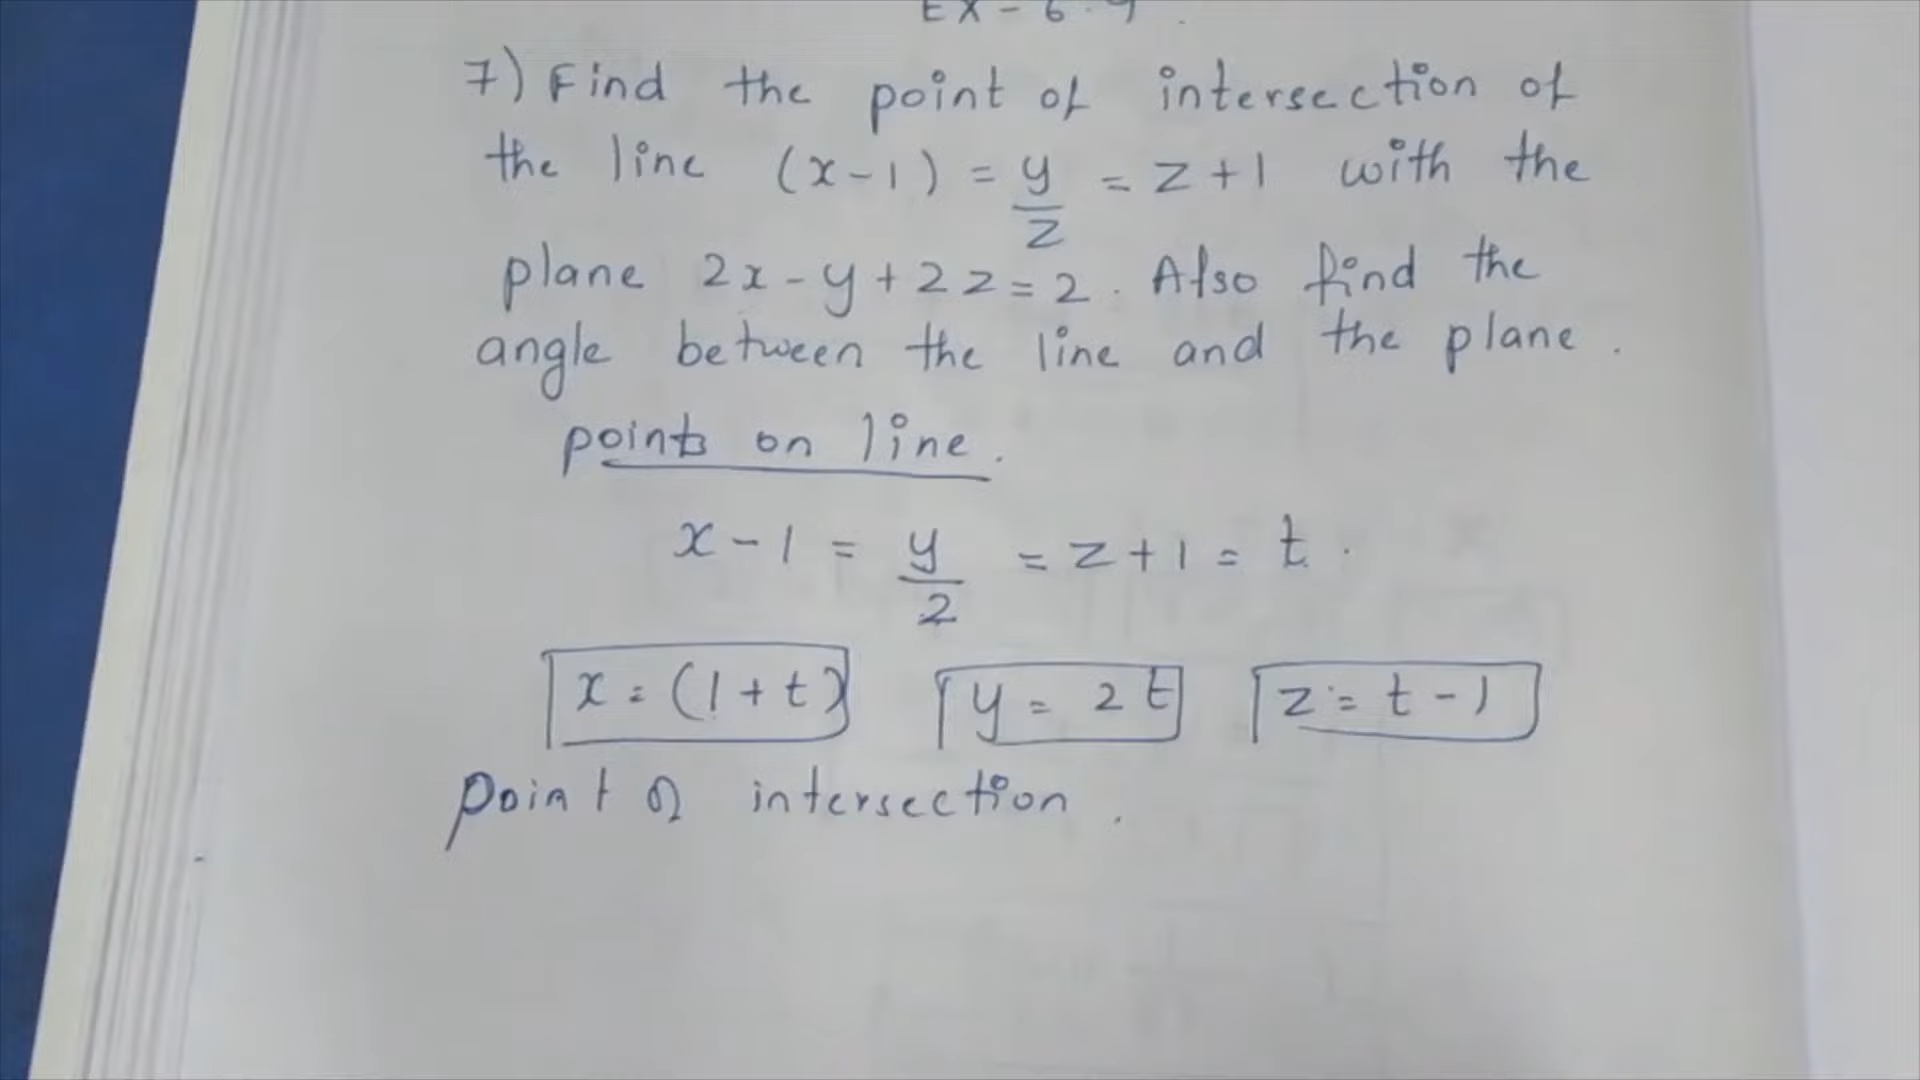 7) Find the point of intersection of
the line (x-1) = y/z = z+1 with the
plane 2x-y+2z=2. Also find the
angle between the line and the plane.
points on line.
x-1 = y/2 = z+1 = t.
x = (1+t) y = 2t z = t-1
point of intersection.